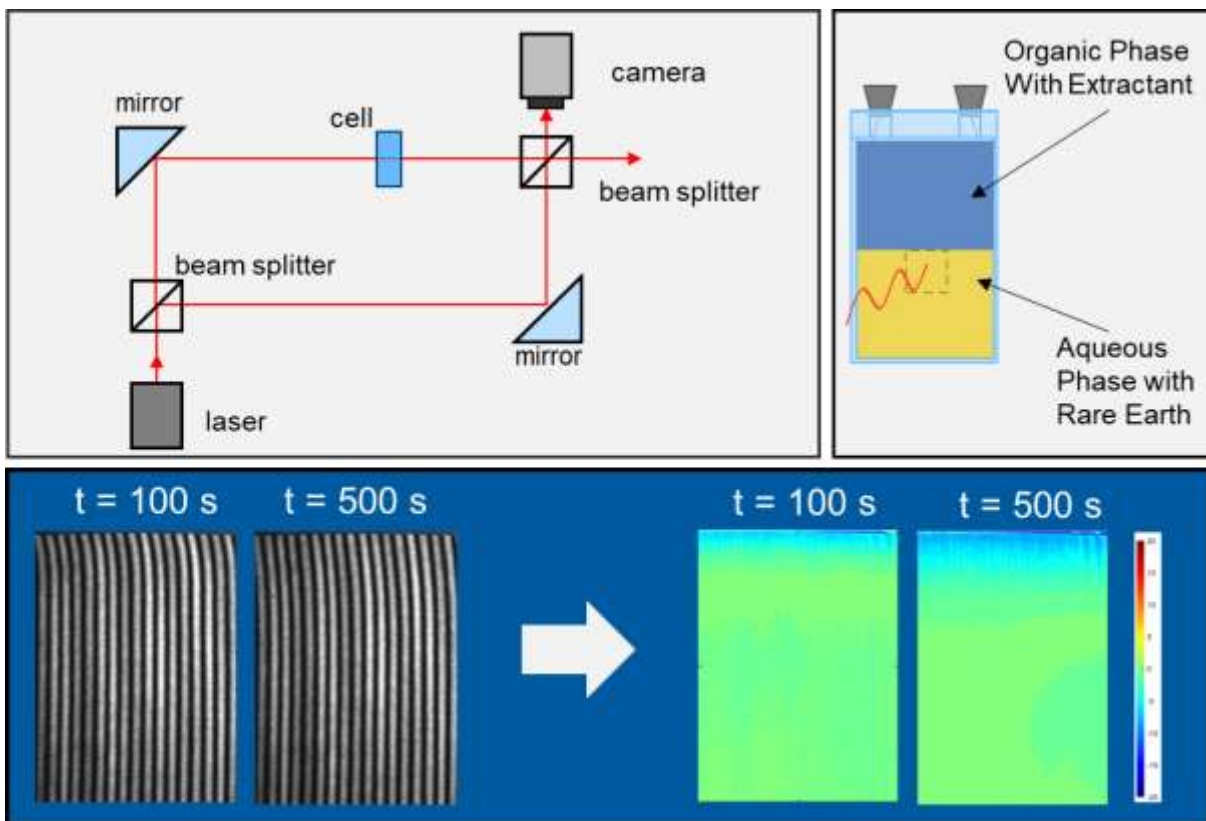 mirror
cell
camera
beam splitter
beam splitter
mirror
laser
Organic Phase
With Extractant
Aqueous
Phase with
Rare Earth
t = 100 s
t = 500 s
t = 100 s
t = 500 s